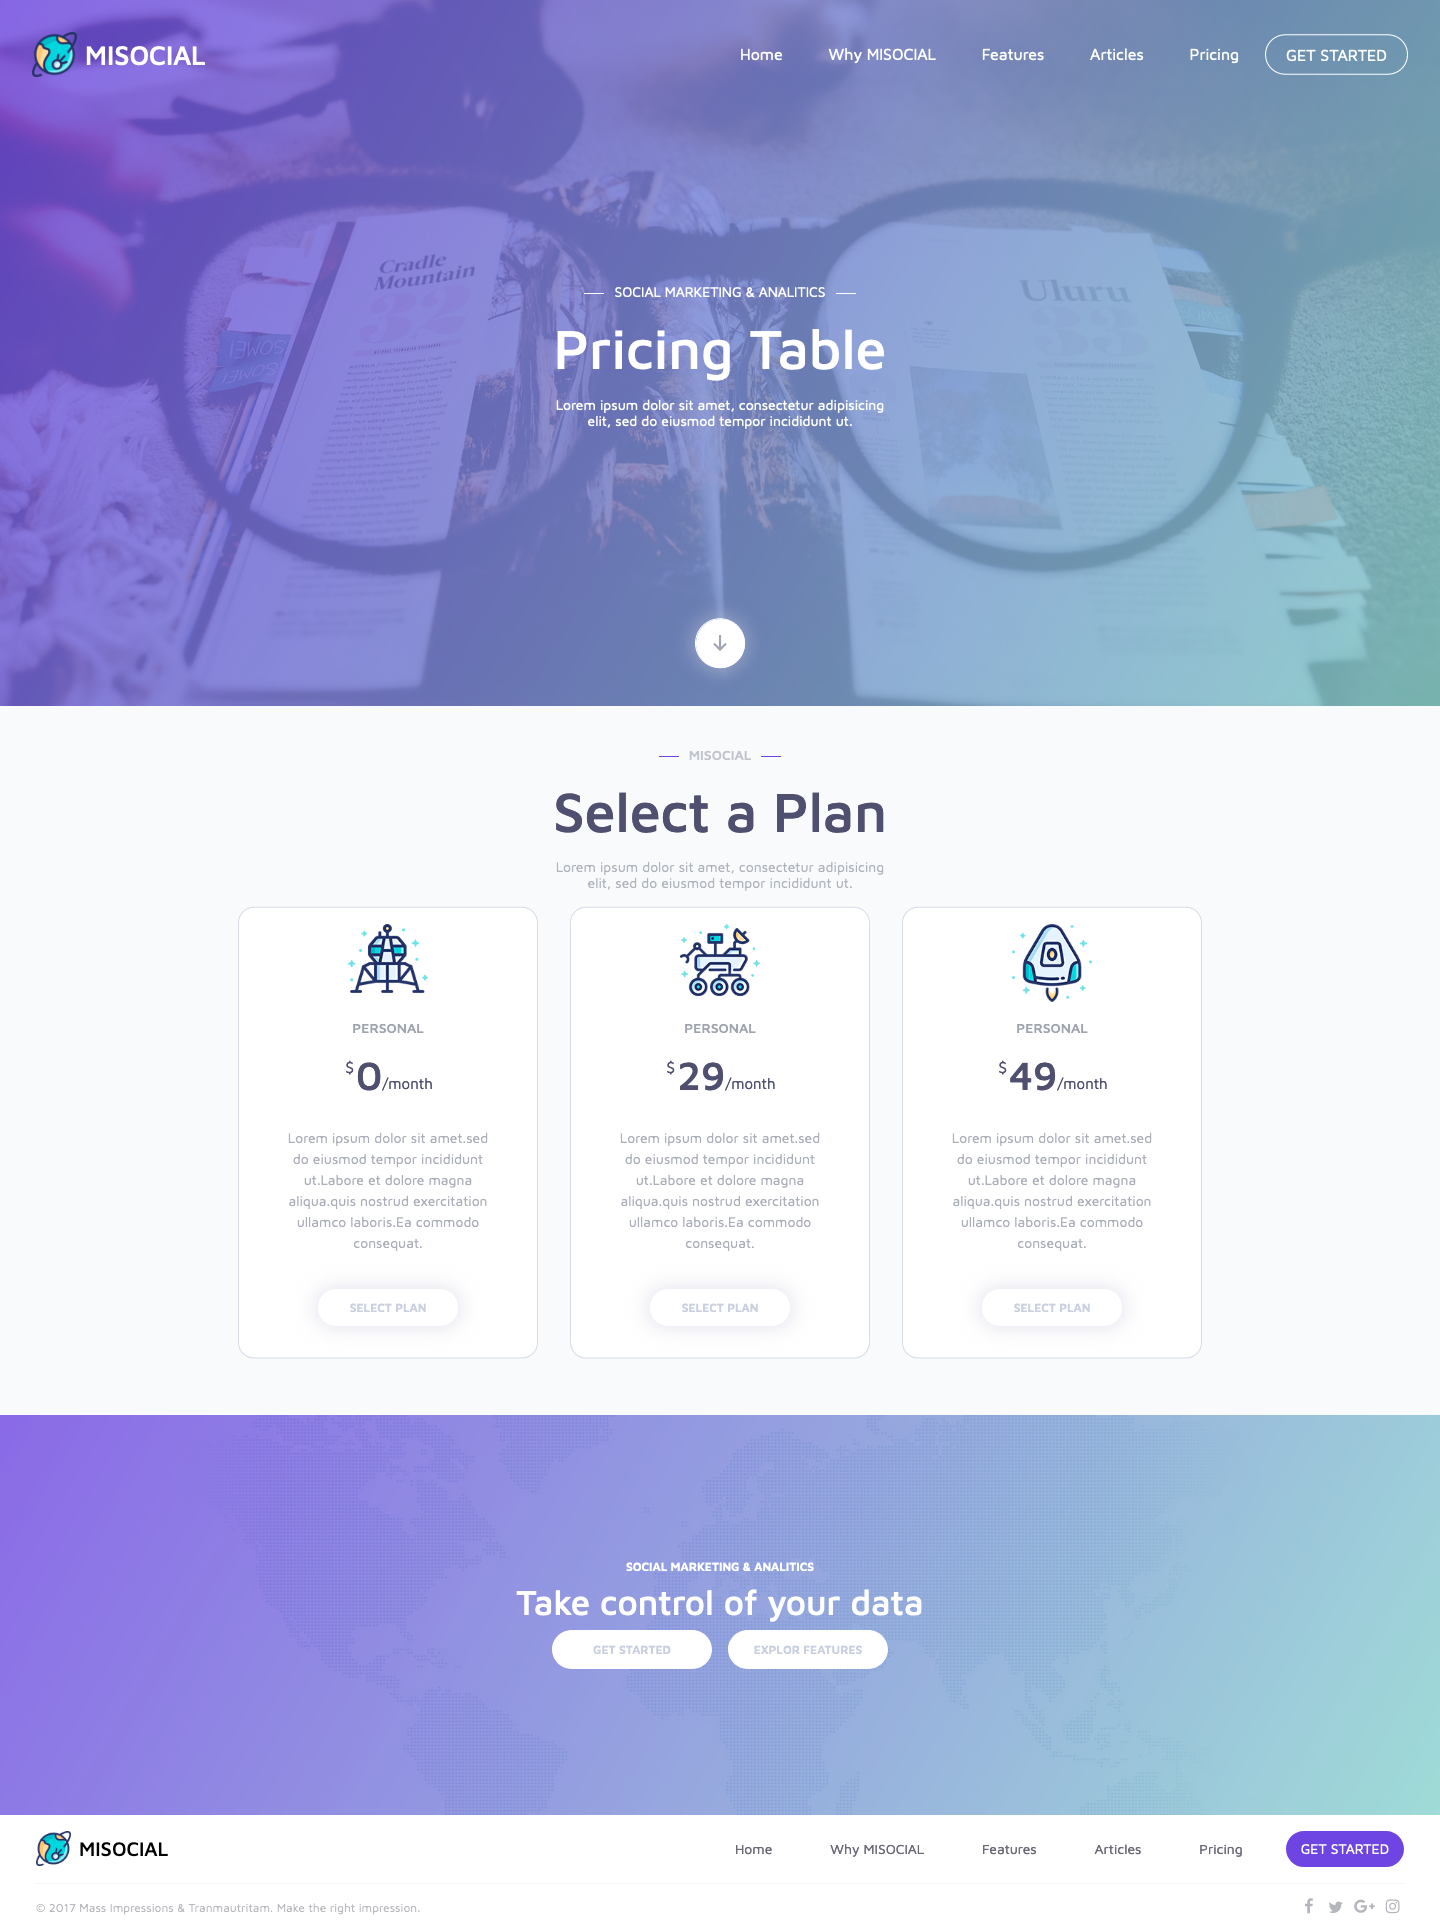 MISOCIAL
Home
Why MISOCIAL
Features
Articles
Pricing
GET STARTED
Cradle
Mountain
32
Uluru
33
SOMEI
SOCIAL MARKETING & ANALITICS
Pricing Table
Lorem ipsum dolor sit amet, consectetur adipisicing
elit, sed do eiusmod tempor incididunt ut.
MISOCIAL
Select a Plan
Lorem ipsum dolor sit amet, consectetur adipisicing
elit, sed do eiusmod tempor incididunt ut.
PERSONAL
$0/month
Lorem ipsum dolor sit amet.sed
do eiusmod tempor incididunt
ut.Labore et dolore magna
aliqua.quis nostrud exercitation
ullamco laboris.Ea commodo
consequat.
SELECT PLAN
PERSONAL
$29/month
Lorem ipsum dolor sit amet.sed
do eiusmod tempor incididunt
ut.Labore et dolore magna
aliqua.quis nostrud exercitation
ullamco laboris.Ea commodo
consequat.
SELECT PLAN
PERSONAL
$49/month
Lorem ipsum dolor sit amet.sed
do eiusmod tempor incididunt
ut.Labore et dolore magna
aliqua.quis nostrud exercitation
ullamco laboris.Ea commodo
consequat.
SELECT PLAN
SOCIAL MARKETING & ANALITICS
Take control of your data
GET STARTED
EXPLOR FEATURES
MISOCIAL
Home
Why MISOCIAL
Features
Articles
Pricing
GET STARTED
© 2017 Mass Impressions & Tranmautritam. Make the right impression.